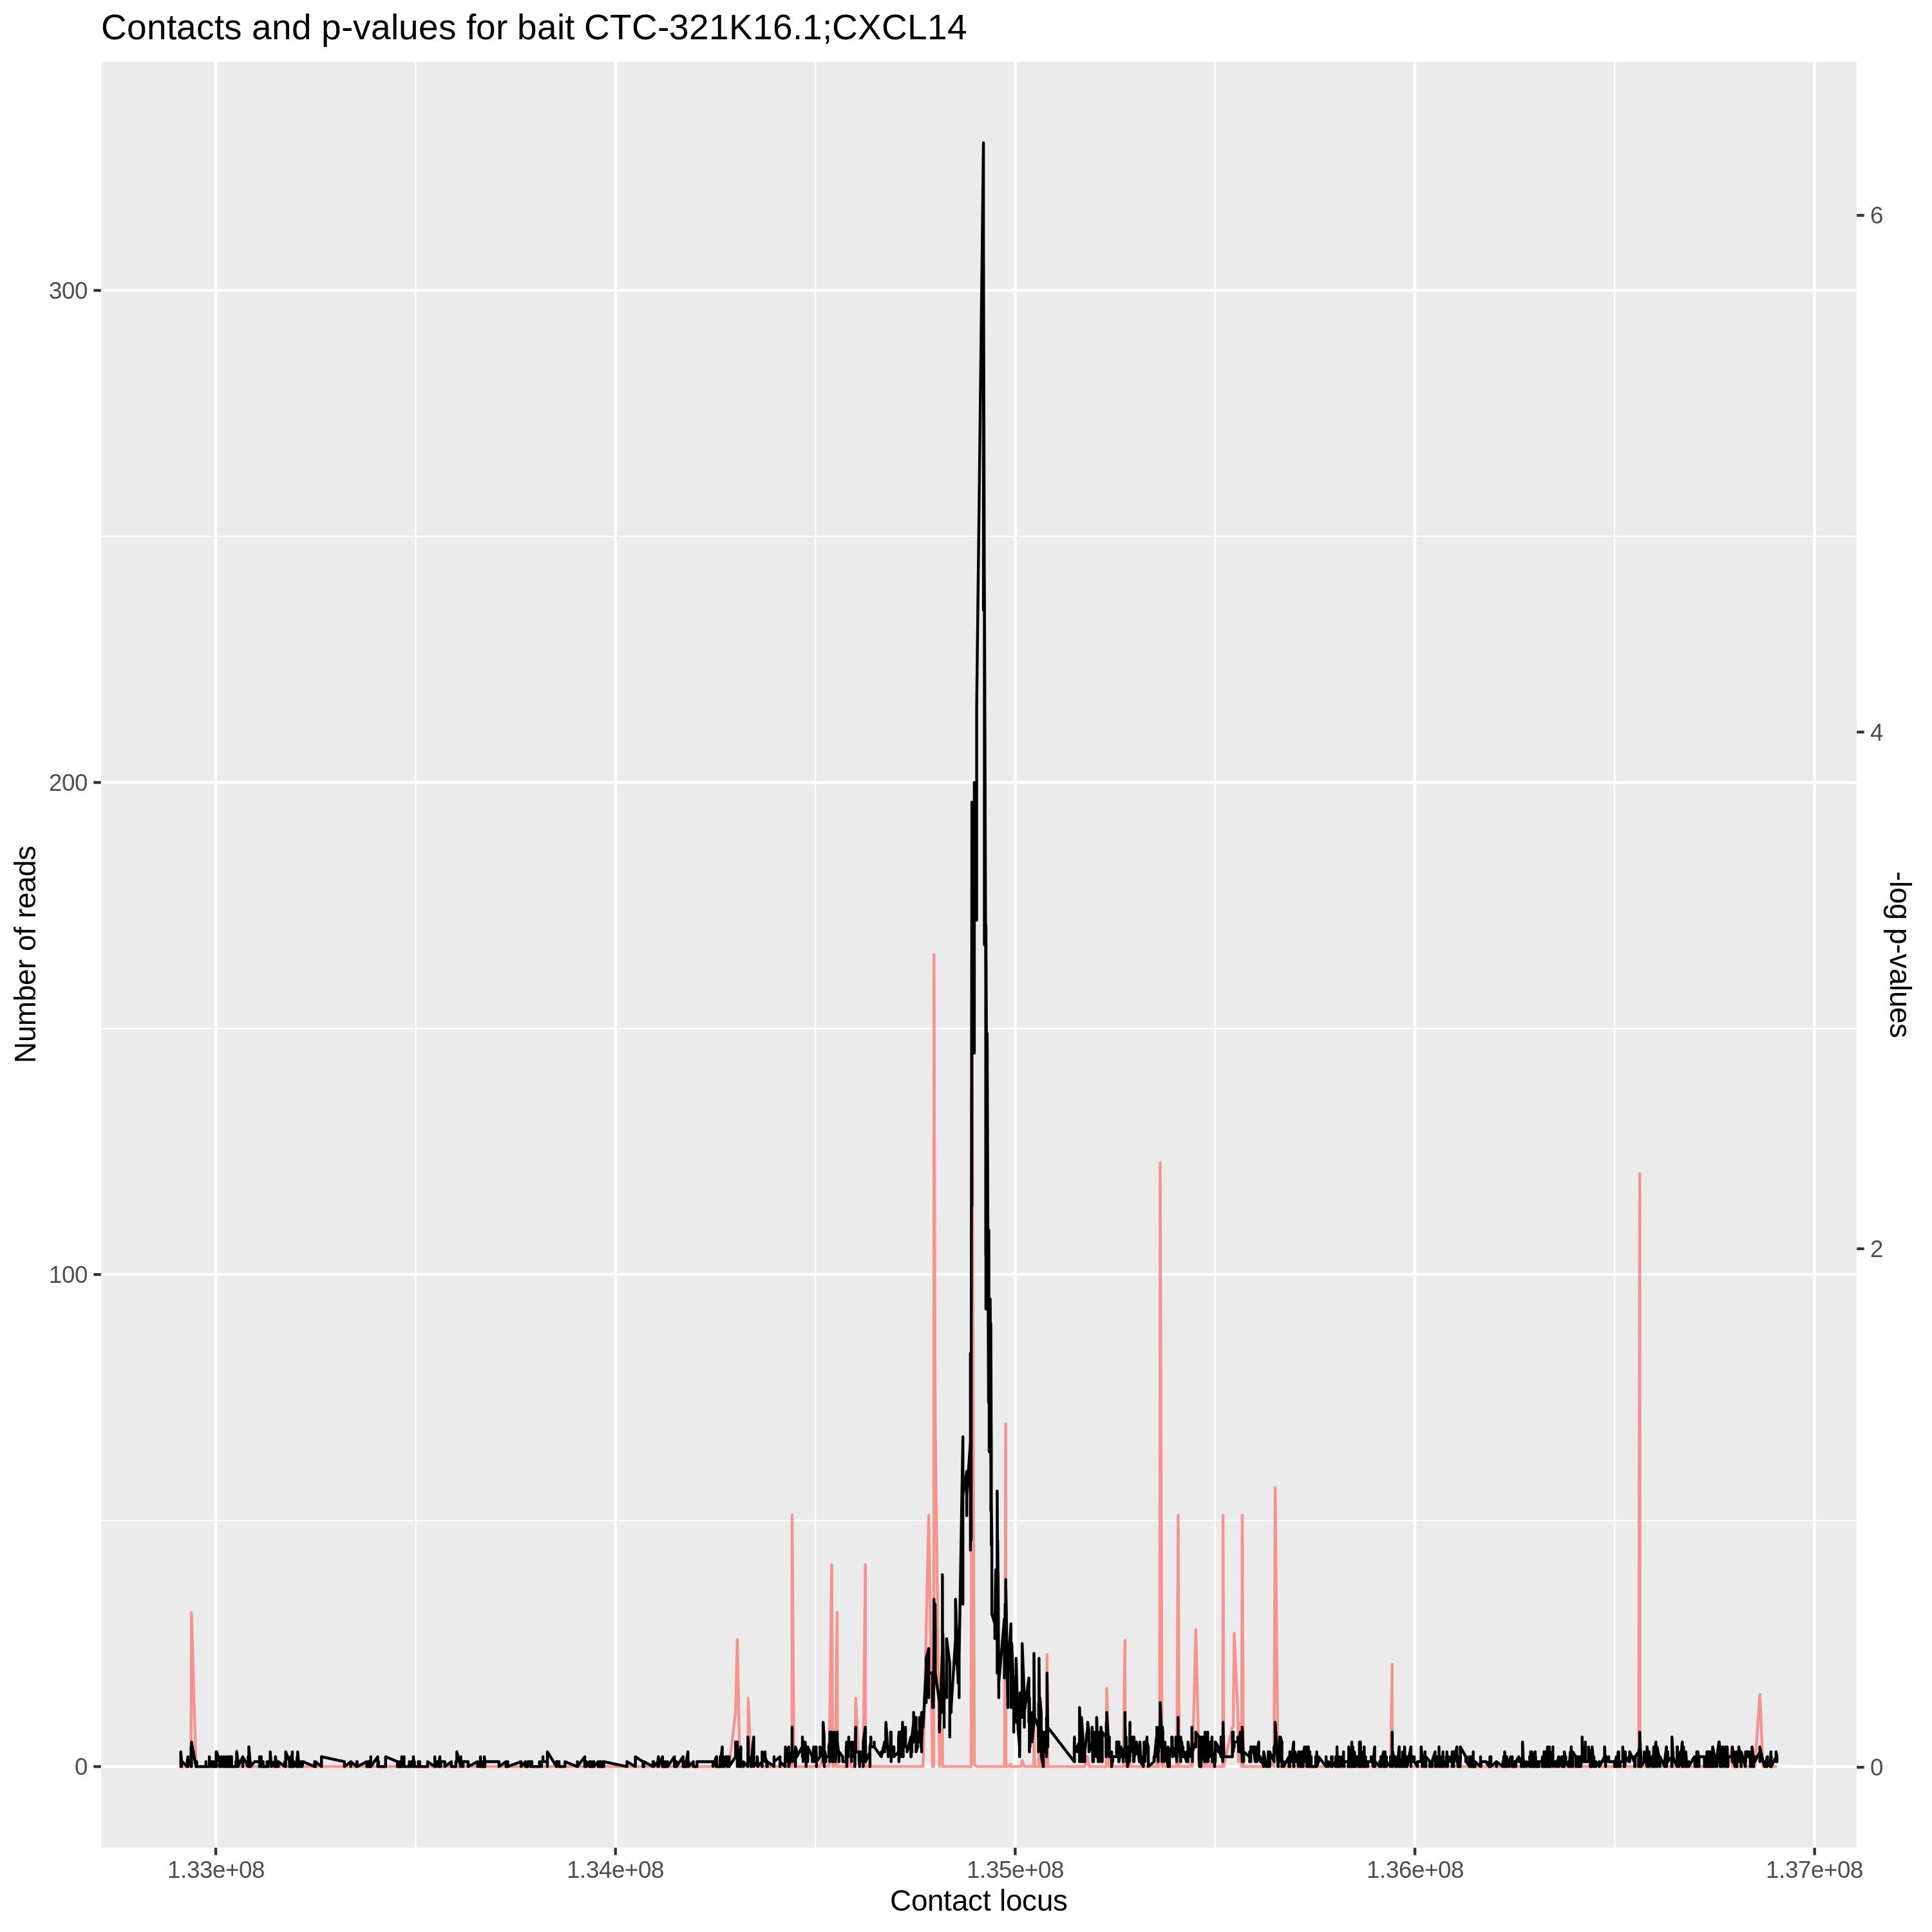 Contacts and p-values for bait CTC-321K16.1;CXCL14
Number of reads
300
200
100
0
6
4
2
0
-log p-values
1.33e+08
1.34e+08
1.35e+08
1.36e+08
1.37e+08
Contact locus